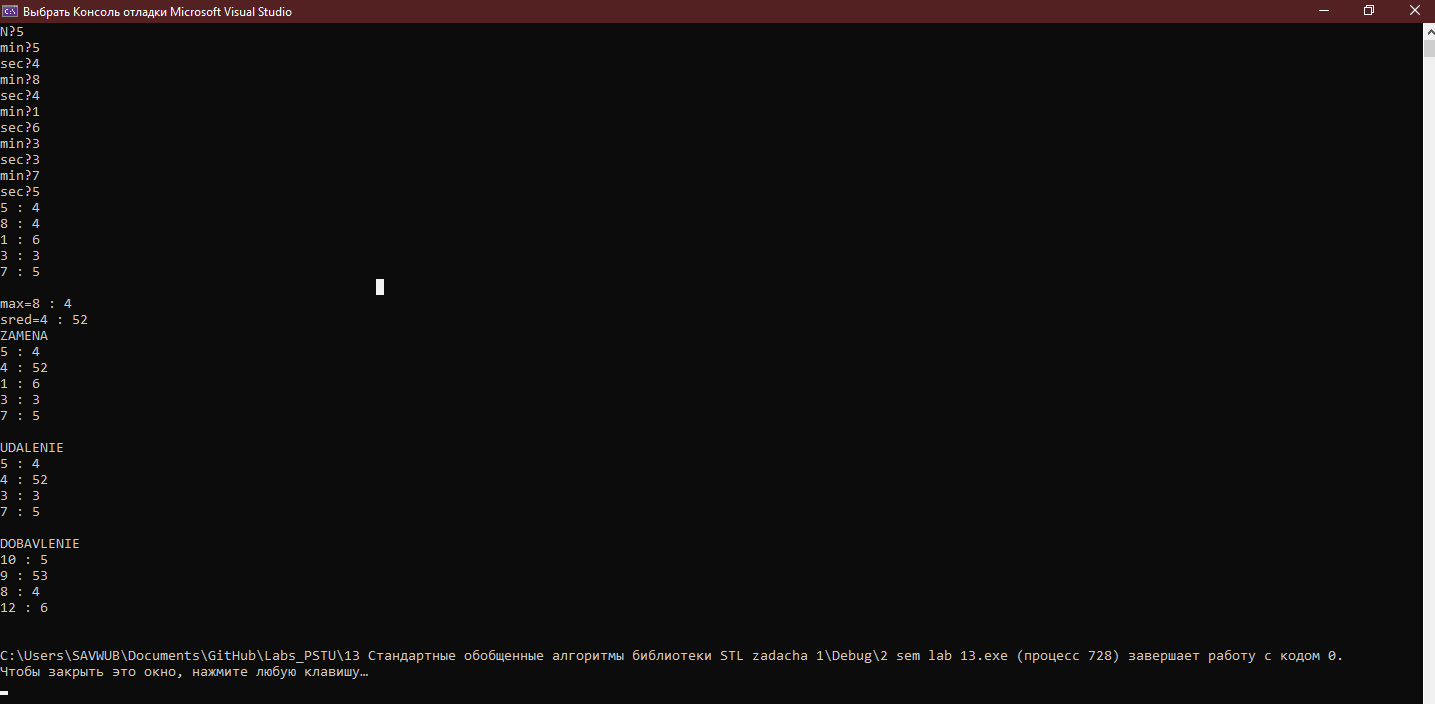 Выбрать Консоль отладки Microsoft Visual Studio
N?5
min?5
sec?4
min?8
sec?4
min?1
sec?6
min?3
sec?3
min?7
sec?5
5 : 4
8 : 4
1 : 6
3 : 3
7 : 5
max=8 : 4
sred=4 : 52
ZAMENA
5 : 4
4 : 52
1 : 6
3 : 3
7 : 5
UDALENIE
5 : 4
4 : 52
3 : 3
7 : 5
DOBAVLENIE
10 : 5
9 : 53
8 : 4
12 : 6
C:\Users\SAVWUB\Documents\GitHub\Labs_PSTU\13 Стандартные обобщенные алгоритмы библиотеки STL zadacha 1\Debug\2 sem lab 13.exe (процесс 728) завершает работу с кодом 0.
Чтобы закрыть это окно, нажмите любую клавишу…